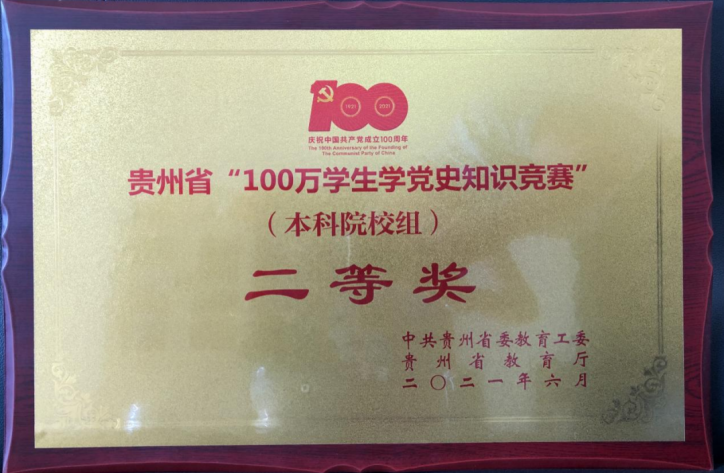 100
1921 2021
庆祝中国共产党成立100周年
The 100th Anniversary of the Founding of
The Communist Party of China
贵州省“100万学生学党史知识竞赛”
（本科院校组）
二等奖
中共贵州省委教育工委
贵州省教育厅
二〇二一年六月